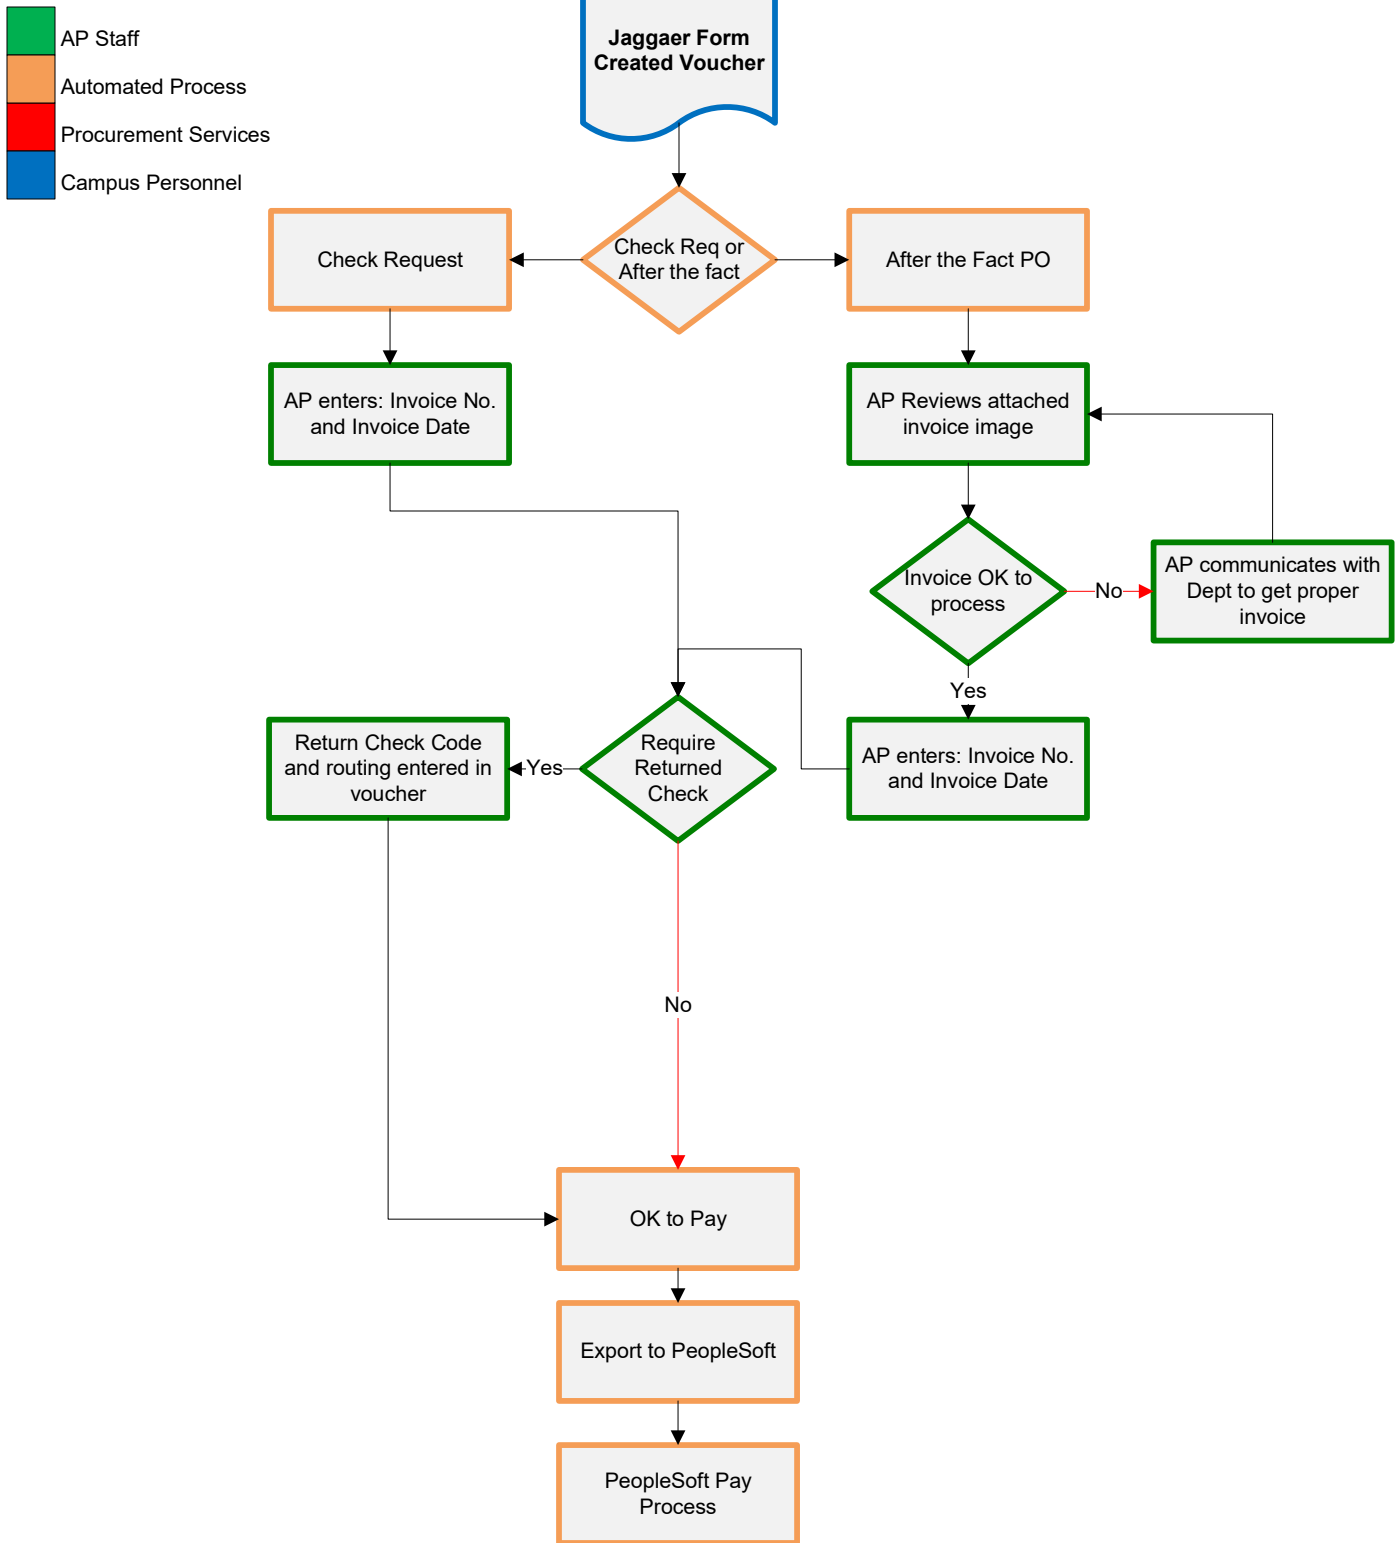 AP Staff
Automated Process
Procurement Services
Campus Personnel
Jaggaer Form
Created Voucher
Check Request
Check Req or
After the fact
After the Fact PO
AP enters: Invoice No.
and Invoice Date
AP Reviews attached
invoice image
Invoice OK to
process
No
AP communicates with
Dept to get proper
invoice
Yes
Return Check Code
and routing entered in
voucher
Yes
Require
Returned
Check
AP enters: Invoice No.
and Invoice Date
No
OK to Pay
Export to PeopleSoft
PeopleSoft Pay
Process